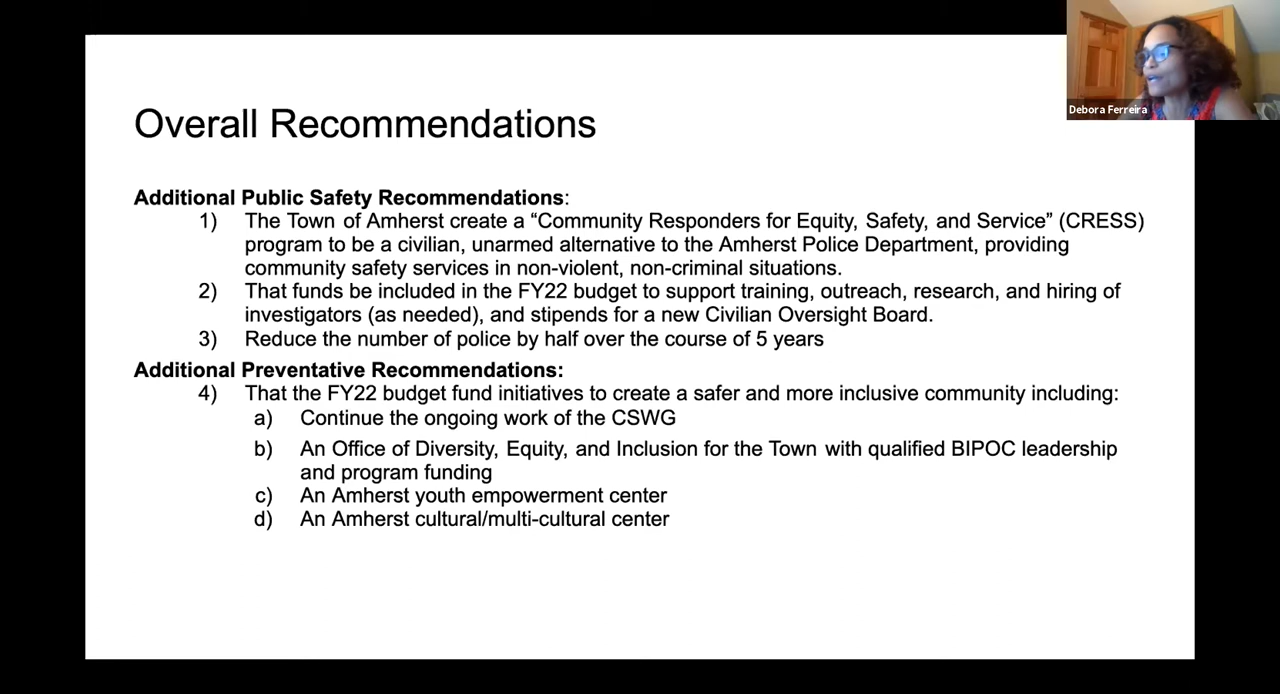 Debora Ferreira
Overall Recommendations
Additional Public Safety Recommendations:
1) The Town of Amherst create a “Community Responders for Equity, Safety, and Service” (CRESS)
program to be a civilian, unarmed alternative to the Amherst Police Department, providing
community safety services in non-violent, non-criminal situations.
2) That funds be included in the FY22 budget to support training, outreach, research, and hiring of
investigators (as needed), and stipends for a new Civilian Oversight Board.
3) Reduce the number of police by half over the course of 5 years
Additional Preventative Recommendations:
4) That the FY22 budget fund initiatives to create a safer and more inclusive community including:
a) Continue the ongoing work of the CSWG
b) An Office of Diversity, Equity, and Inclusion for the Town with qualified BIPOC leadership
and program funding
c) An Amherst youth empowerment center
d) An Amherst cultural/multi-cultural center